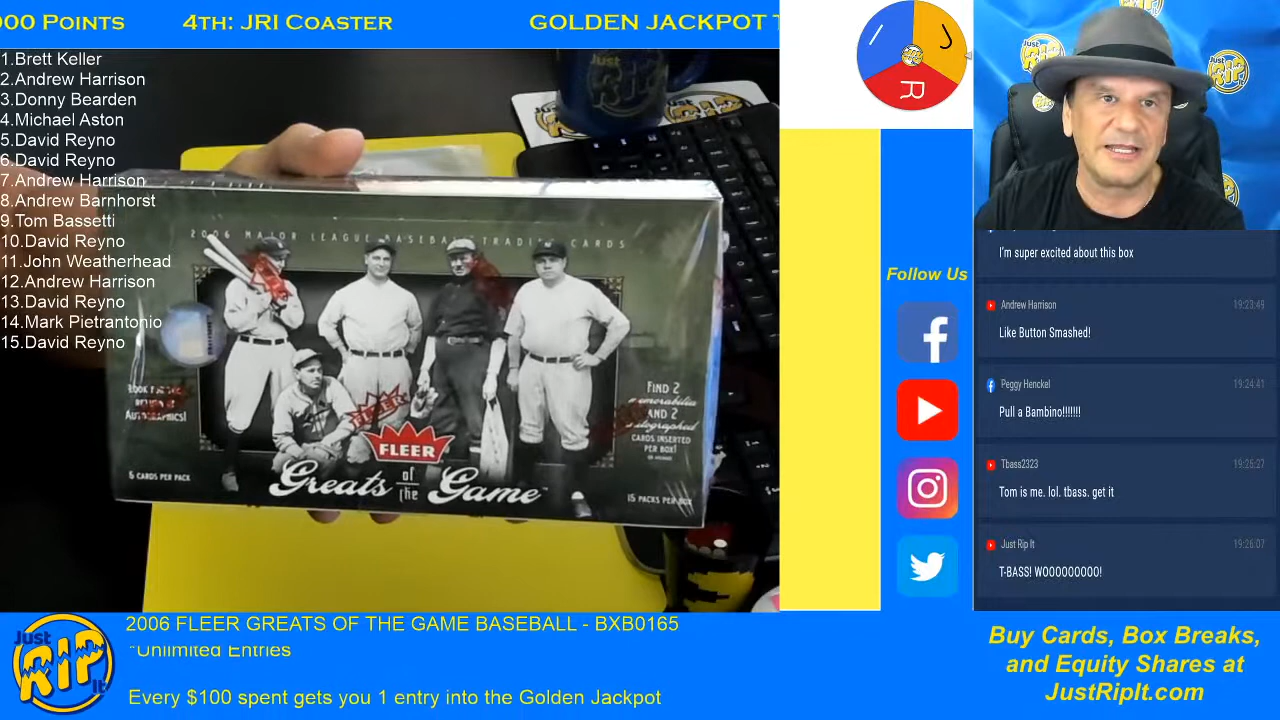 000 POINTS 4TH: JRI COASTER GOLDEN JACKPOT
1.Brett Keller
2.Andrew Harrison
3.Donny Bearden
4.Michael Aston
5.David Reyno
6.David Reyno
7.Andrew Harrison
8.Andrew Barnhorst
9.Tom Bassetti
10.David Reyno
11.John Weatherhead
12.Andrew Harrison
13.David Reyno
14.Mark Pietrantonio
15.David Reyno
2006 MAJOR LEAGUE BASEBALL TRADING CARDS
AUTOGRAPHICS!
FIND 2
memorabilia
AND 2
autographed
CARDS INSERTED
PER BOX!
FLEER
Greats of the Game
5 CARDS PER PACK
15 PACKS PER BOX
J
R
I
Just
RIP
It
Follow Us
I'm super excited about this box
Andrew Harrison 19:23:49
Like Button Smashed!
Peggy Henckel 19:24:41
Pull a Bambino!!!!!!!
Tbass2323 19:25:27
Tom is me. lol. tbass. get it
Just Rip It 19:26:07
T-BASS! WOOOOOOOOO!
Just
RIP
It
2006 FLEER GREATS OF THE GAME BASEBALL - BXB0165
*Unlimited Entries
Every $100 spent gets you 1 entry into the Golden Jackpot
Buy Cards, Box Breaks,
and Equity Shares at
JustRipIt.com